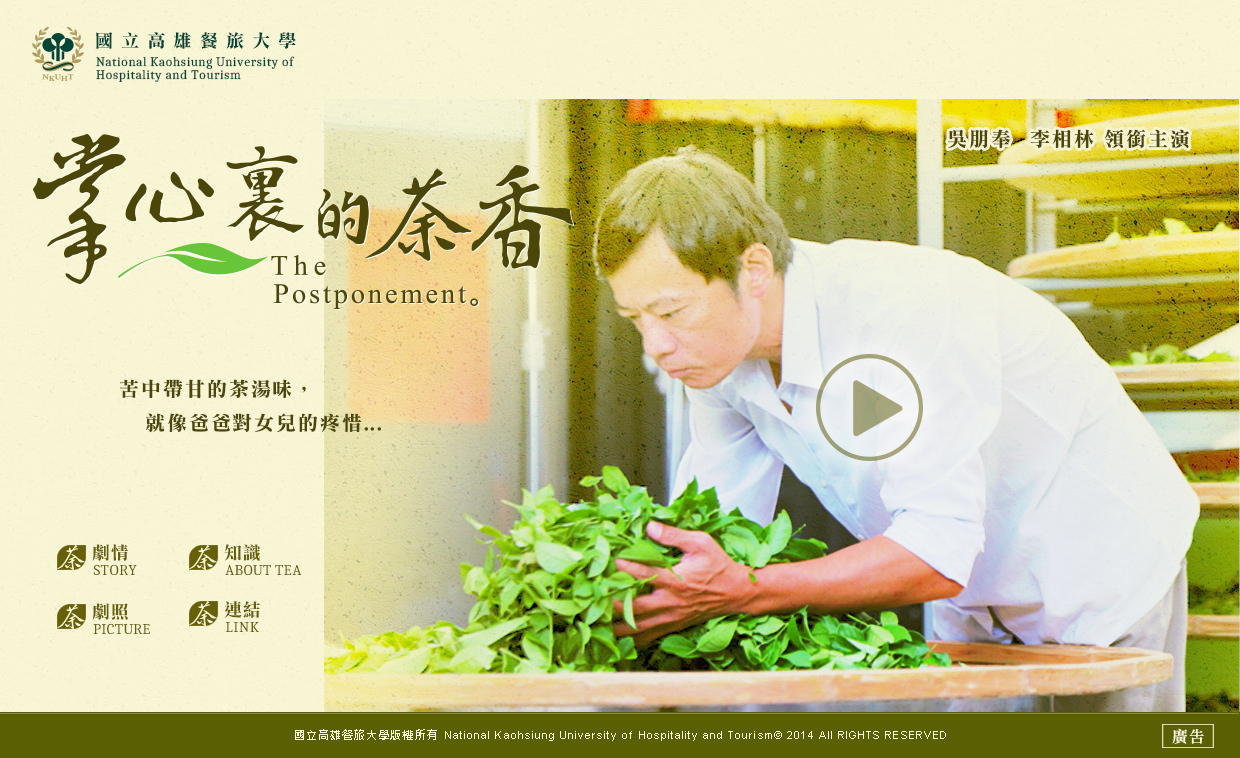 國立高雄餐旅大學
National Kaohsiung University of
Hospitality and Tourism
NKUHT
吳朋奉 李相林 領銜主演
掌心裏的茶香
The
Postponement。
苦中帶甘的茶湯味，
就像爸爸對女兒的疼惜...
茶 劇情
STORY
茶 知識
ABOUT TEA
茶 劇照
PICTURE
茶 連結
LINK
國立高雄餐旅大學版權所有 National Kaohsiung University of Hospitality and Tourism© 2014 All RIGHTS RESERVED
廣告